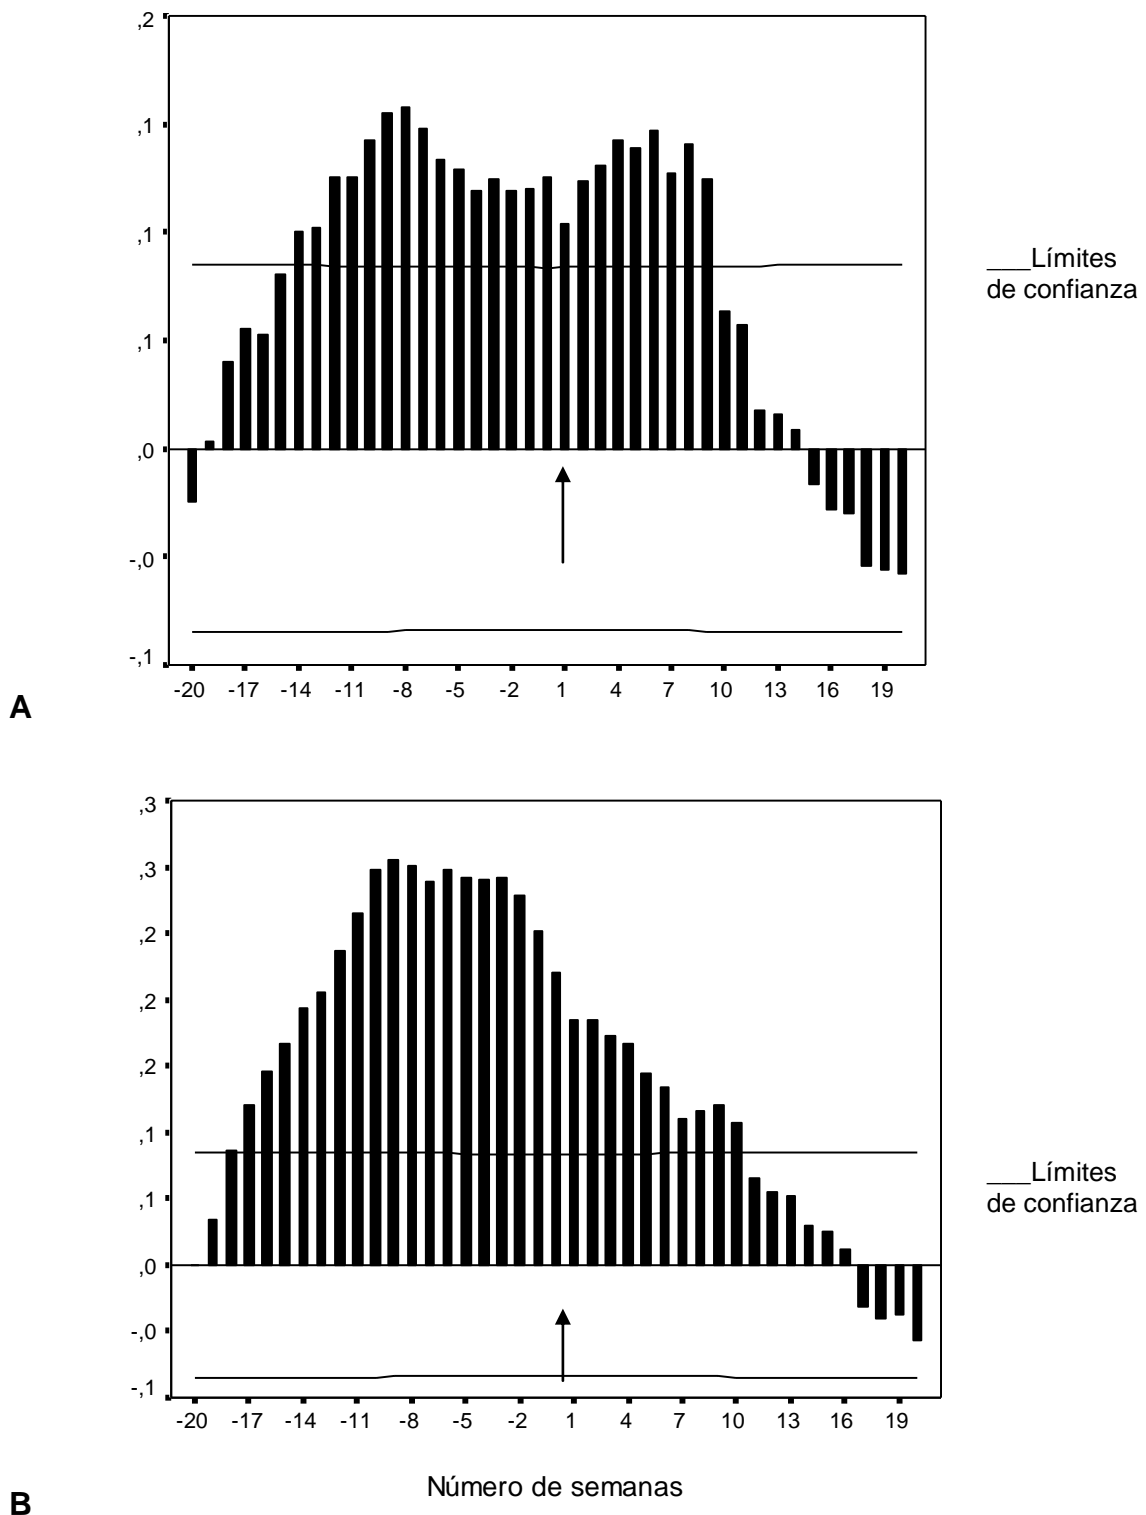 ,2
,1
,1
___Límites
de confianza
,1
,0
-,0
-,1
-20 -17 -14 -11 -8 -5 -2 1 4 7 10 13 16 19
A
,3
,3
,2
,2
,2
,1
___Límites
de confianza
,1
,0
-,0
-,1
-20 -17 -14 -11 -8 -5 -2 1 4 7 10 13 16 19
Número de semanas
B